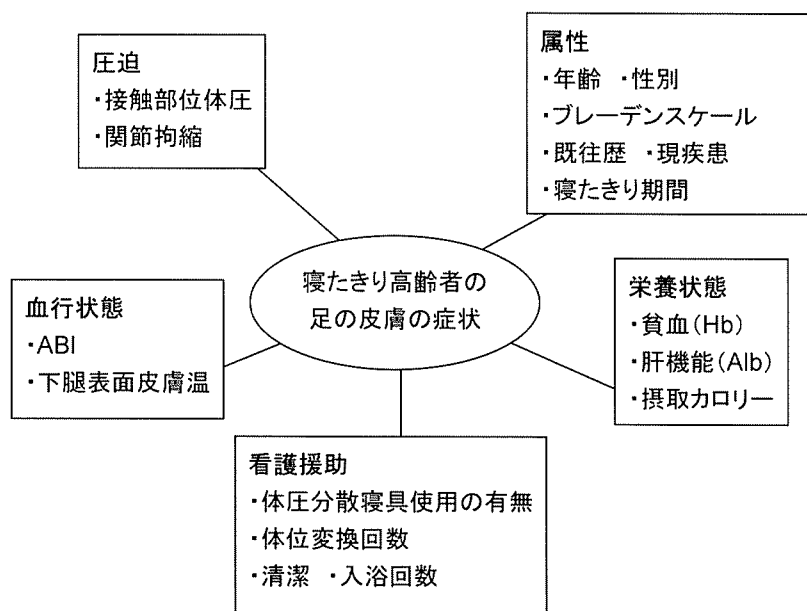 圧迫
・接触部位体圧
・関節拘縮
属性
・年齢 ・性別
・ブレーデンスケール
・既往歴 ・現疾患
・寝たきり期間
寝たきり高齢者の
足の皮膚の症状
血行状態
・ABI
・下腿表面皮膚温
栄養状態
・貧血(Hb)
・肝機能(Alb)
・摂取カロリー
看護援助
・体圧分散寝具使用の有無
・体位変換回数
・清潔 ・入浴回数